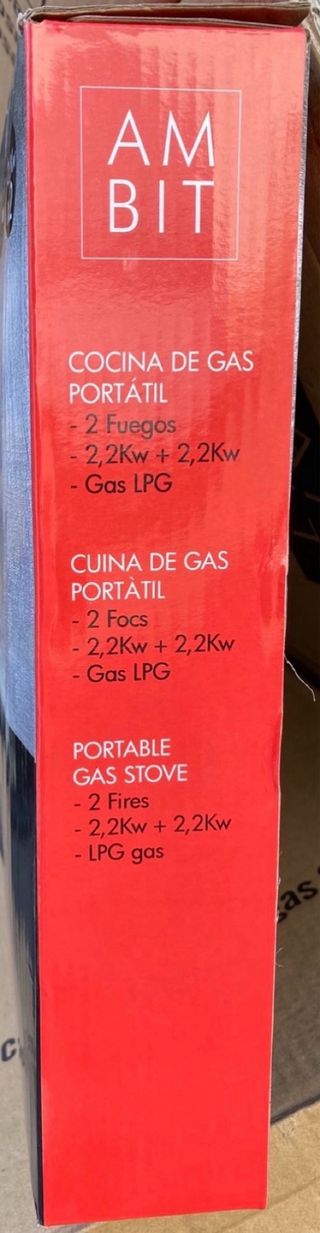 AM
BIT
COCINA DE GAS
PORTÁTIL
- 2 Fuegos
- 2,2Kw + 2,2Kw
- Gas LPG
CUINA DE GAS
PORTÀTIL
- 2 Focs
- 2,2Kw + 2,2Kw
- Gas LPG
PORTABLE
GAS STOVE
- 2 Fires
- 2,2Kw + 2,2Kw
- LPG gas